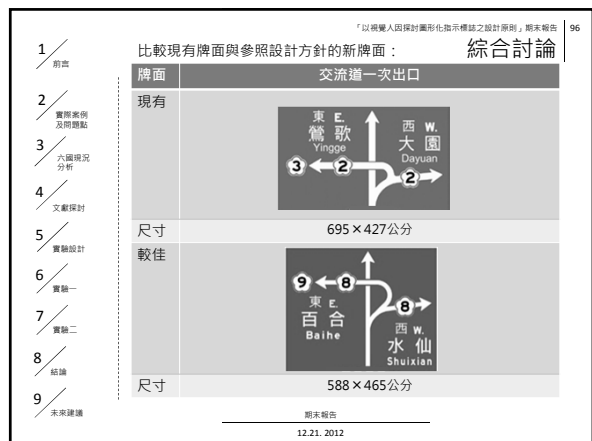 「以視覺人因探討圖形化指示標誌之設計原則」期末報告
96
綜合討論
1
前言
2
實際案例
及問題點
3
六國現況
分析
4
文獻探討
5
實驗設計
6
實驗一
7
實驗二
8
結論
9
未來建議
比較現有牌面與參照設計方針的新牌面：
牌面
交流道一次出口
現有
東 E.
鶯歌
Yingge
3
2
西 W.
大園
Dayuan
2
尺寸
695×427公分
較佳
9
8
東 E.
百合
Baihe
8
西 W.
水仙
Shuixian
尺寸
588×465公分
期末報告
12.21. 2012